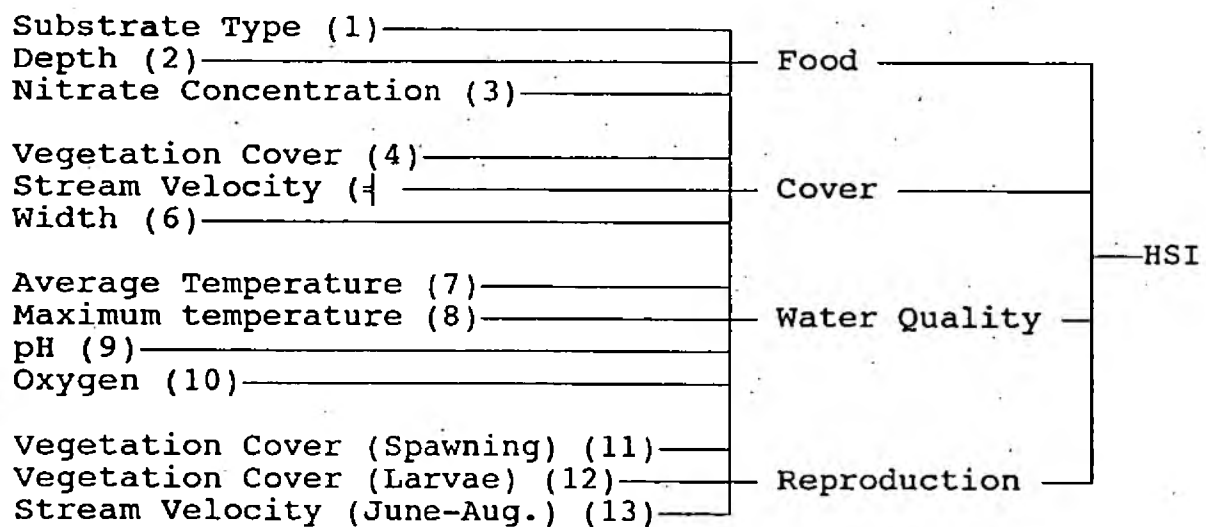 Substrate Type (1)
Depth (2)
Food
Nitrate Concentration (3)
Vegetation Cover (4)
Stream Velocity (
Cover
Width (6)
HSI
Average Temperature (7)
Maximum temperature (8)
Water Quality
pH (9)
Oxygen (10)
Vegetation Cover (Spawning) (11)
Vegetation Cover (Larvae) (12)
Reproduction
Stream Velocity (June-Aug.) (13)